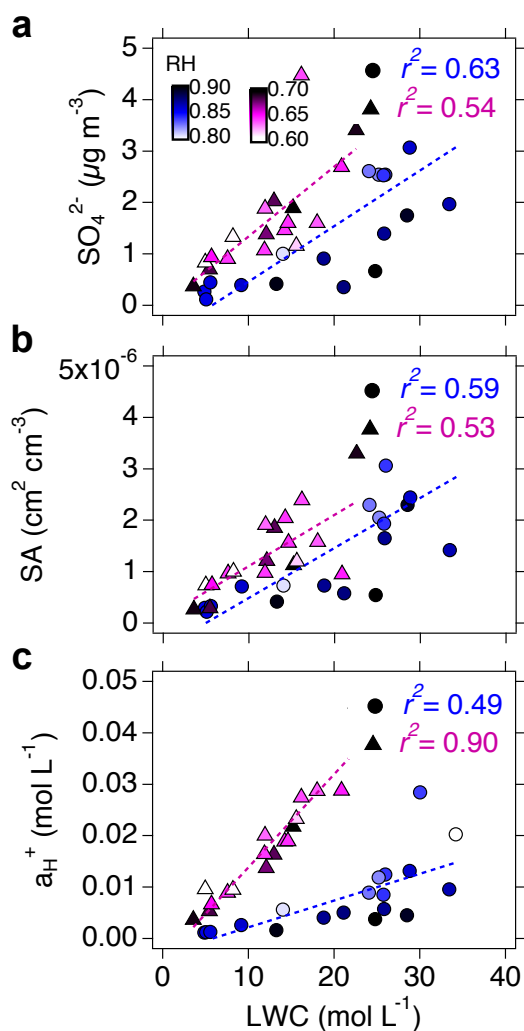 a
5
4
3
2
1
0
SO₄²⁻ (µg m⁻³)
RH
0.90
0.85
0.80
0.70
0.65
0.60
r² = 0.63
r² = 0.54
b
5x10⁻⁶
4
3
2
1
0
SA (cm² cm⁻³)
r² = 0.59
r² = 0.53
c
0.05
0.04
0.03
0.02
0.01
0.00
a_H⁺ (mol L⁻¹)
r² = 0.49
r² = 0.90
0 10 20 30 40
LWC (mol L⁻¹)